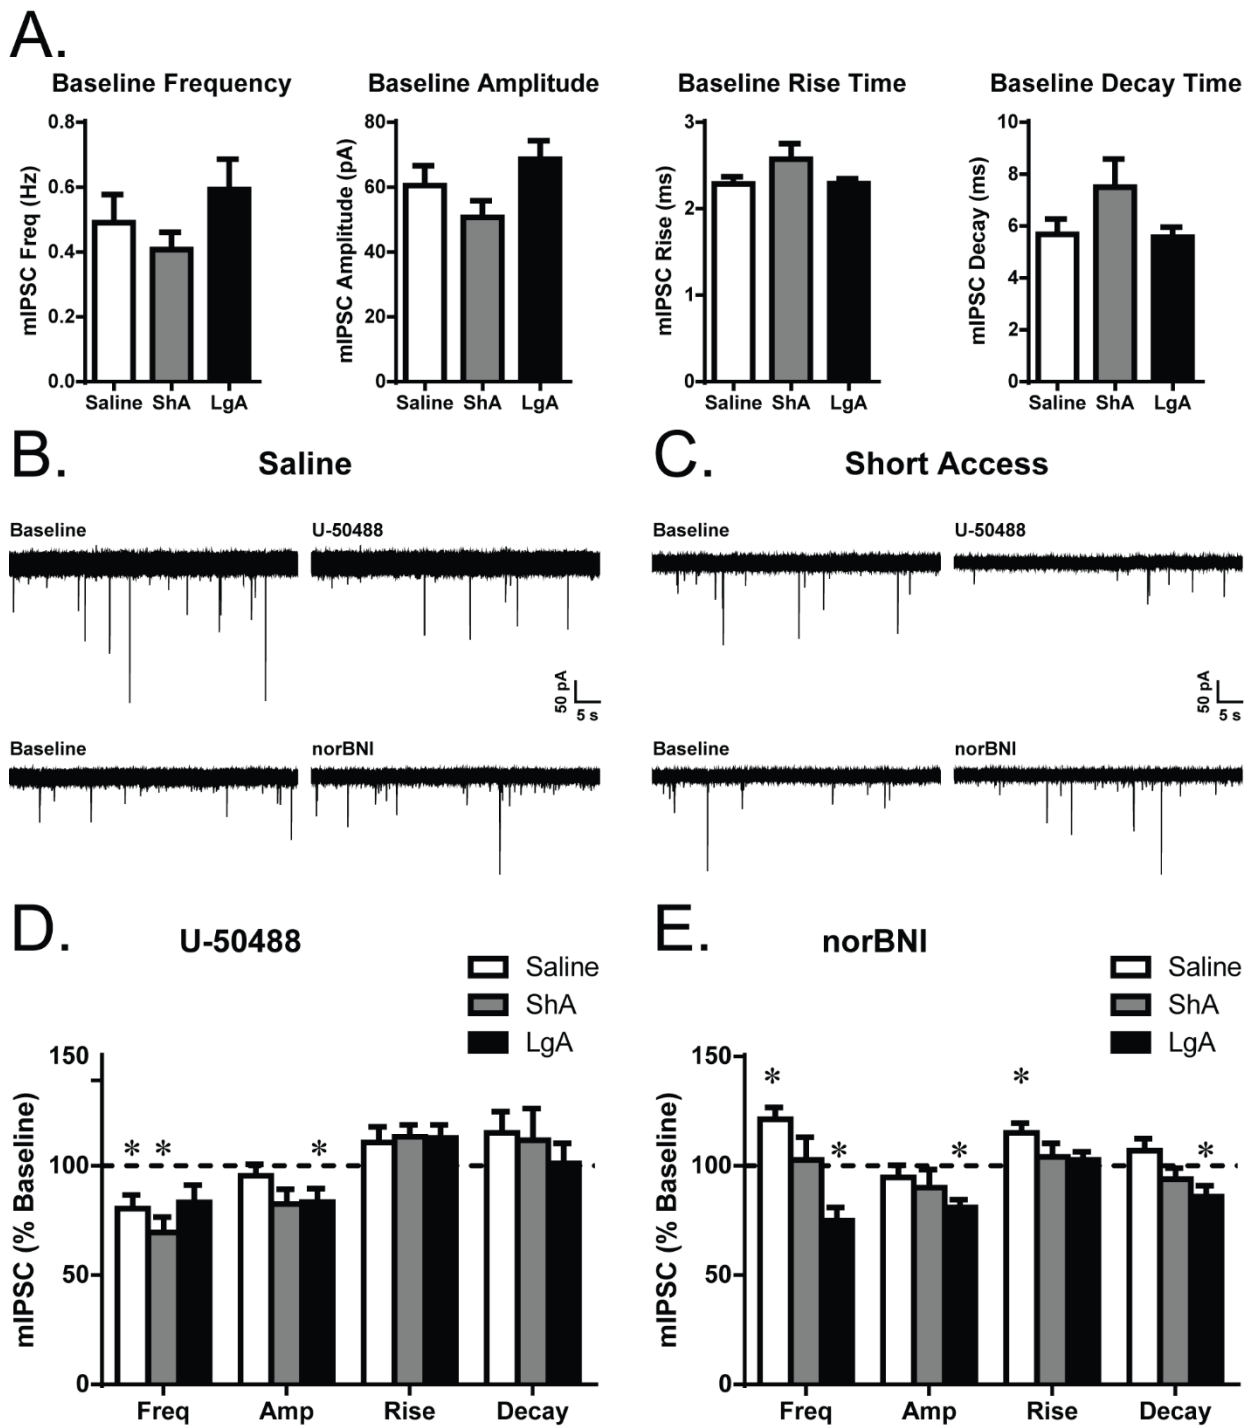 A.
Baseline Frequency
Baseline Amplitude
Baseline Rise Time
Baseline Decay Time
mIPSC Freq (Hz)
0.8
0.6
0.4
0.2
0.0
Saline ShA LgA
mIPSC Amplitude (pA)
80
60
40
20
0
Saline ShA LgA
mIPSC Rise (ms)
3
2
1
0
Saline ShA LgA
mIPSC Decay (ms)
10
8
6
4
2
0
Saline ShA LgA
B.
Saline
Baseline
U-50488
50 pA
5 s
Baseline
norBNI
C.
Short Access
Baseline
U-50488
50 pA
5 s
Baseline
norBNI
D.
U-50488
Saline
ShA
LgA
mIPSC (% Baseline)
150
100
50
0
* * *
Freq Amp Rise Decay
E.
norBNI
Saline
ShA
LgA
mIPSC (% Baseline)
150
100
50
0
* * * * *
Freq Amp Rise Decay